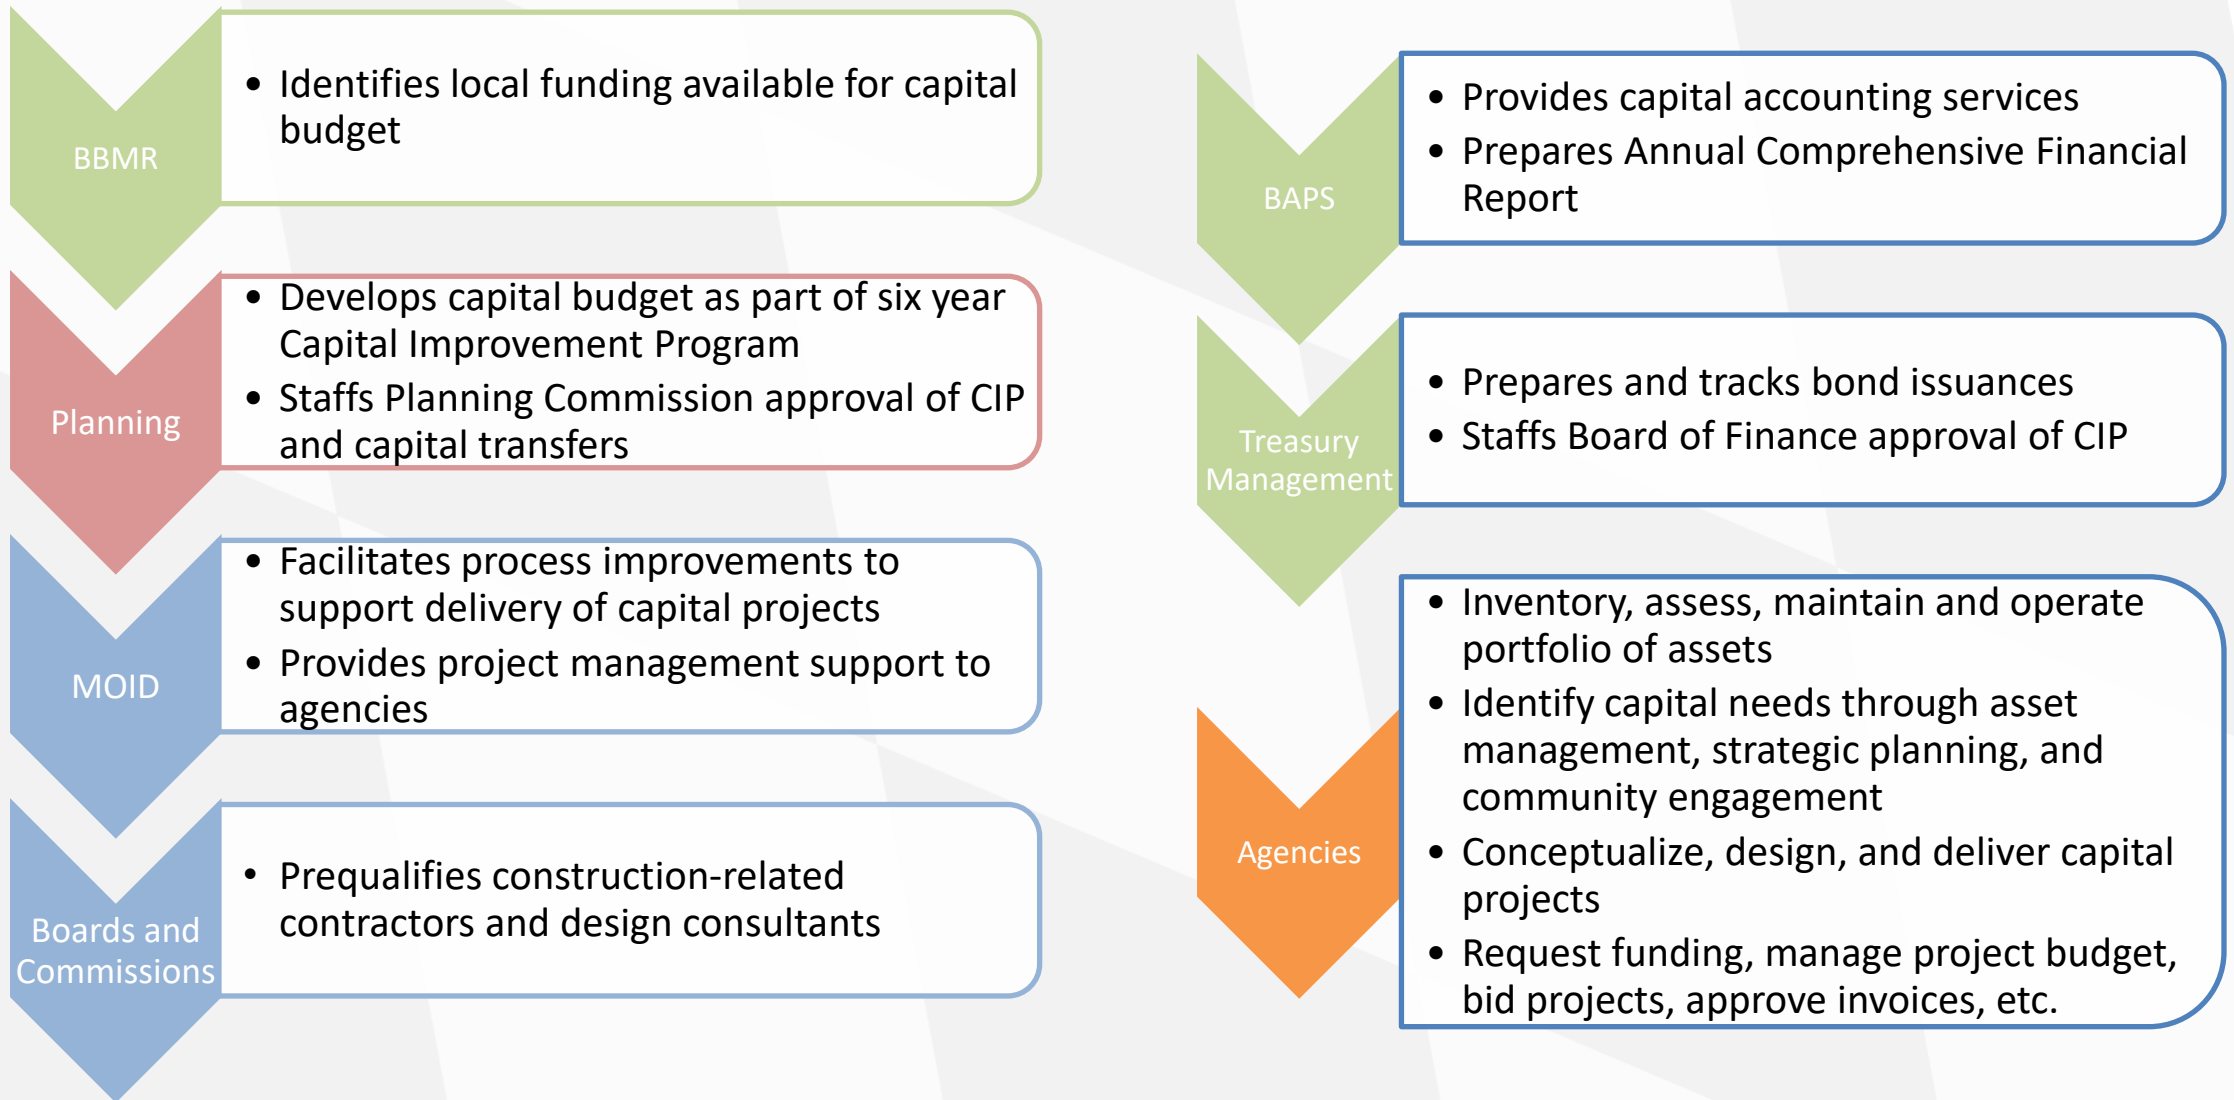 BBMR
• Identifies local funding available for capital
budget
Planning
• Develops capital budget as part of six year
Capital Improvement Program
• Staffs Planning Commission approval of CIP
and capital transfers
MOID
• Facilitates process improvements to
support delivery of capital projects
• Provides project management support to
agencies
Boards and
Commissions
• Prequalifies construction-related
contractors and design consultants
BAPS
• Provides capital accounting services
• Prepares Annual Comprehensive Financial
Report
Treasury
Management
• Prepares and tracks bond issuances
• Staffs Board of Finance approval of CIP
Agencies
• Inventory, assess, maintain and operate
portfolio of assets
• Identify capital needs through asset
management, strategic planning, and
community engagement
• Conceptualize, design, and deliver capital
projects
• Request funding, manage project budget,
bid projects, approve invoices, etc.